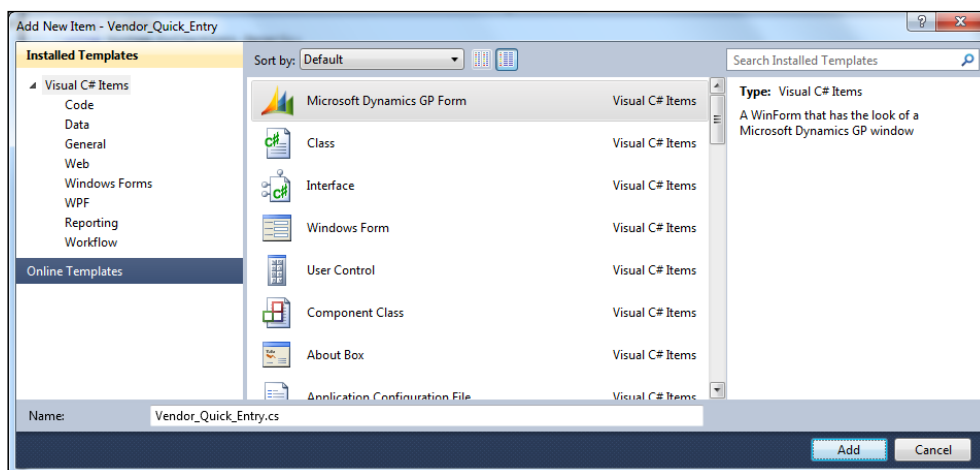 Add New Item - Vendor_Quick_Entry
Installed Templates
Visual C# Items
Code
Data
General
Web
Windows Forms
WPF
Reporting
Workflow
Online Templates
Sort by: Default
Microsoft Dynamics GP Form Visual C# Items
Class Visual C# Items
Interface Visual C# Items
Windows Form Visual C# Items
User Control Visual C# Items
Component Class Visual C# Items
About Box Visual C# Items
Application Configuration File Visual C# Items
Search Installed Templates
Type: Visual C# Items
A WinForm that has the look of a
Microsoft Dynamics GP window
Name: Vendor_Quick_Entry.cs
Add Cancel